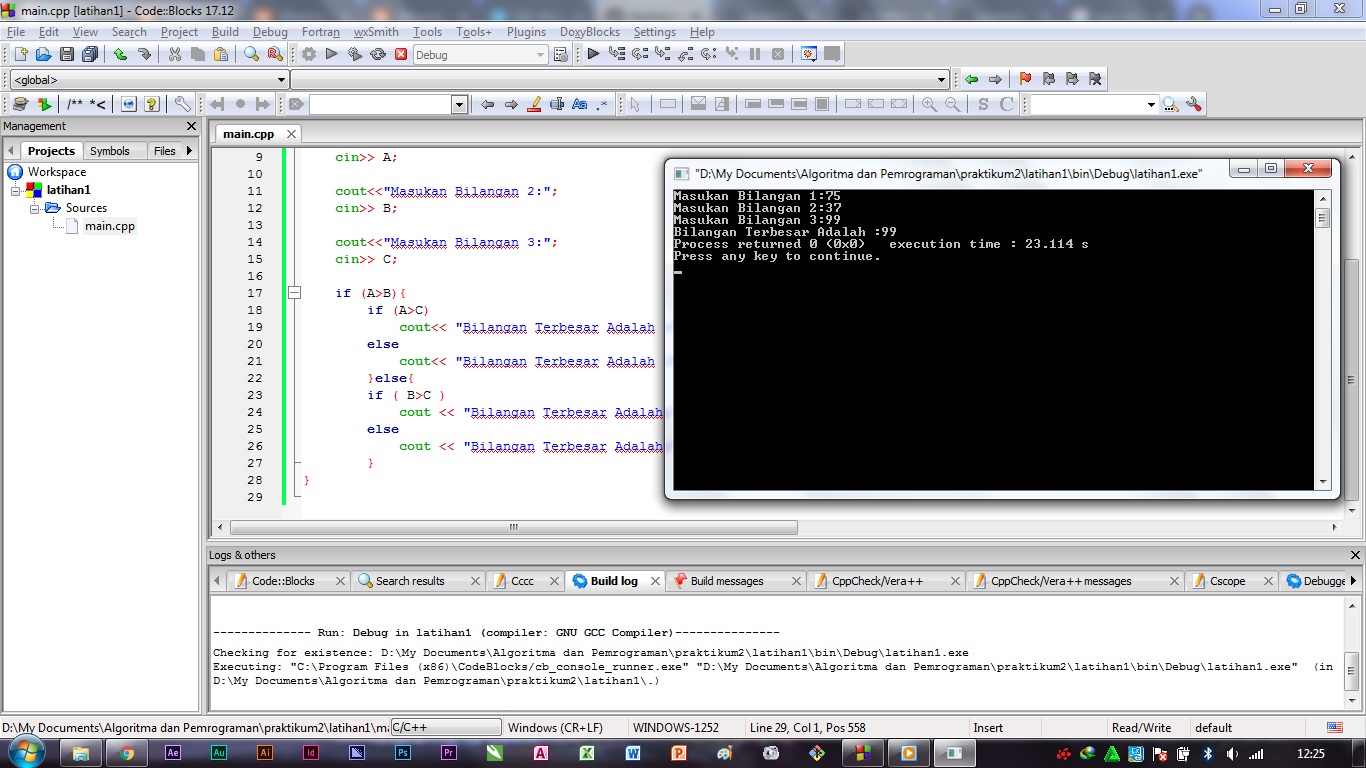 main.cpp [latihan1] - Code::Blocks 17.12
File Edit View Search Project Build Debug Fortran wxSmith Tools Tools+ Plugins DoxyBlocks Settings Help
Debug
<global>
/** *<
Aa .*
S C
Management
Projects Symbols Files
Workspace
latihan1
Sources
main.cpp
main.cpp
9 cin>> A;
10
11 cout<<"Masukan Bilangan 2:";
12 cin>> B;
13
14 cout<<"Masukan Bilangan 3:";
15 cin>> C;
16
17 if (A>B){
18 if (A>C)
19 cout<< "Bilangan Terbesar Adalah
20 else
21 cout<< "Bilangan Terbesar Adalah
22 }else{
23 if ( B>C )
24 cout << "Bilangan Terbesar Adalah
25 else
26 cout << "Bilangan Terbesar Adalah
27 }
28 }
29
"D:\My Documents\Algoritma dan Pemrograman\praktikum2\latihan1\bin\Debug\latihan1.exe"
Masukan Bilangan 1:75
Masukan Bilangan 2:37
Masukan Bilangan 3:99
Bilangan Terbesar Adalah :99
Process returned 0 (0x0)   execution time : 23.114 s
Press any key to continue.
Logs & others
Code::Blocks Search results Cccc Build log Build messages CppCheck/Vera++ CppCheck/Vera++ messages Cscope Debugge
-------------- Run: Debug in latihan1 (compiler: GNU GCC Compiler)---------------
Checking for existence: D:\My Documents\Algoritma dan Pemrograman\praktikum2\latihan1\bin\Debug\latihan1.exe
Executing: "C:\Program Files (x86)\CodeBlocks/cb_console_runner.exe" "D:\My Documents\Algoritma dan Pemrograman\praktikum2\latihan1\bin\Debug\latihan1.exe"  (in
D:\My Documents\Algoritma dan Pemrograman\praktikum2\latihan1\.)
D:\My Documents\Algoritma dan Pemrograman\praktikum2\latihan1\ma C/C++ Windows (CR+LF) WINDOWS-1252 Line 29, Col 1, Pos 558 Insert Read/Write default
Ae Au Ai Id Ps Pr A X W P 12:25